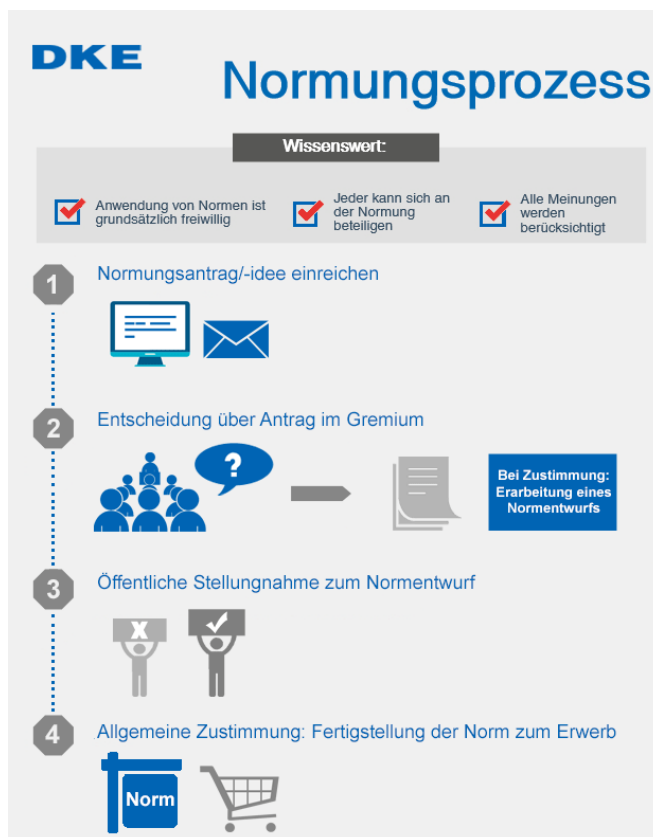 DKE
Normungsprozess
Wissenswert:
Anwendung von Normen ist
grundsätzlich freiwillig
Jeder kann sich an
der Normung
beteiligen
Alle Meinungen
werden
berücksichtigt
1
Normungsantrag/-idee einreichen
2
Entscheidung über Antrag im Gremium
?
Bei Zustimmung:
Erarbeitung eines
Normentwurfs
3
Öffentliche Stellungnahme zum Normentwurf
X
4
Allgemeine Zustimmung: Fertigstellung der Norm zum Erwerb
Norm